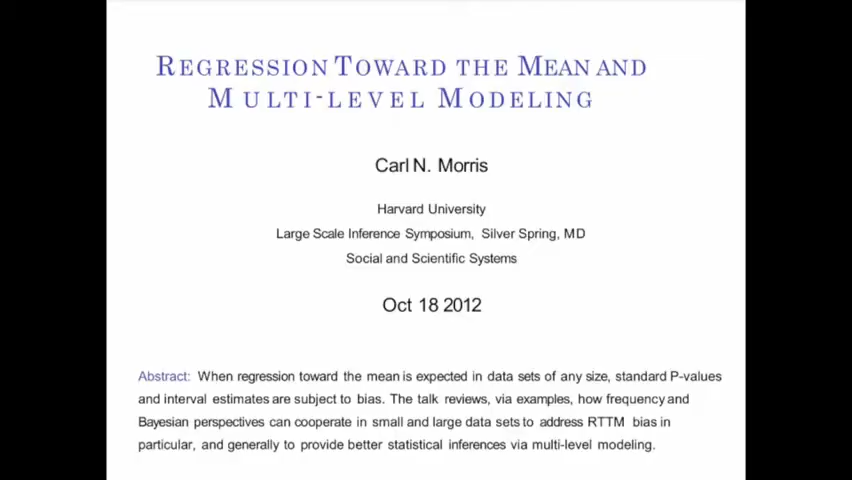 REGRESSION TOWARD THE MEAN AND
MULTI-LEVEL MODELING
Carl N. Morris
Harvard University
Large Scale Inference Symposium, Silver Spring, MD
Social and Scientific Systems
Oct 18 2012
Abstract: When regression toward the mean is expected in data sets of any size, standard P-values
and interval estimates are subject to bias. The talk reviews, via examples, how frequency and
Bayesian perspectives can cooperate in small and large data sets to address RTTM bias in
particular, and generally to provide better statistical inferences via multi-level modeling.